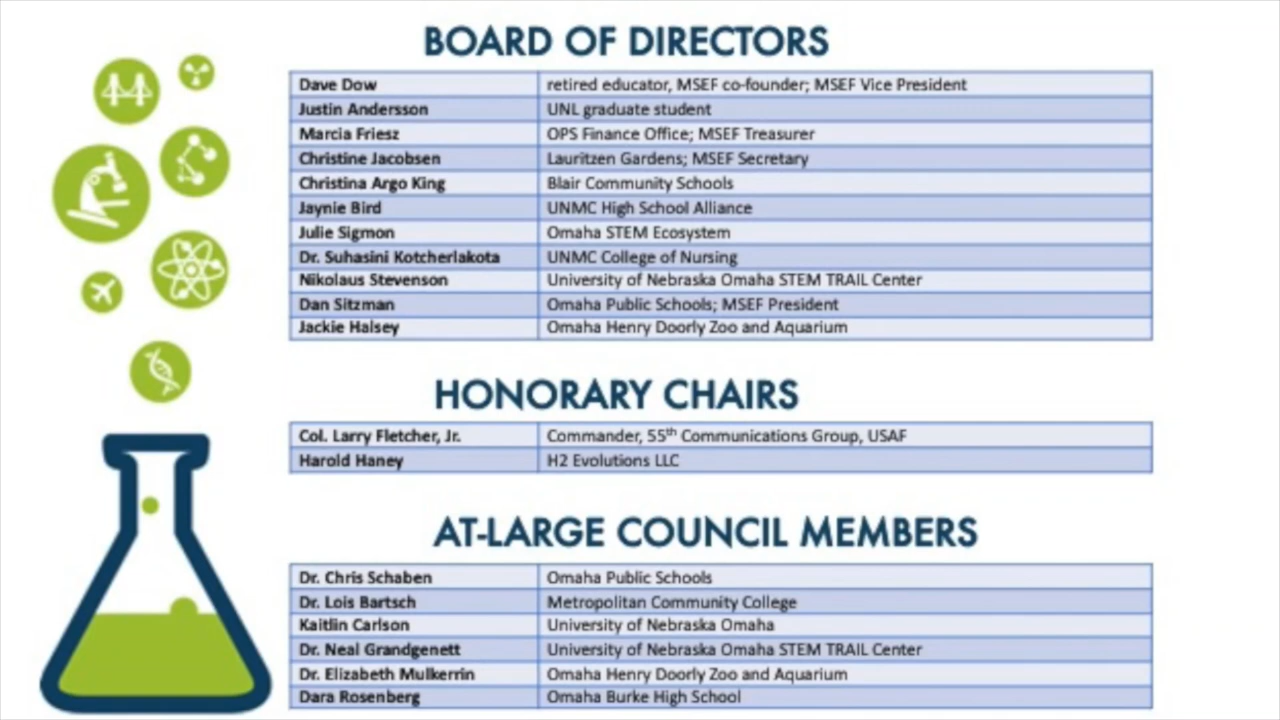 BOARD OF DIRECTORS
Dave Dow retired educator, MSEF co-founder; MSEF Vice President
Justin Andersson UNL graduate student
Marcia Friesz OPS Finance Office; MSEF Treasurer
Christine Jacobsen Lauritzen Gardens; MSEF Secretary
Christina Argo King Blair Community Schools
Jaynie Bird UNMC High School Alliance
Julie Sigmon Omaha STEM Ecosystem
Dr. Suhasini Kotcherlakota UNMC College of Nursing
Nikolaus Stevenson University of Nebraska Omaha STEM TRAIL Center
Dan Sitzman Omaha Public Schools; MSEF President
Jackie Halsey Omaha Henry Doorly Zoo and Aquarium
HONORARY CHAIRS
Col. Larry Fletcher, Jr. Commander, 55th Communications Group, USAF
Harold Haney H2 Evolutions LLC
AT-LARGE COUNCIL MEMBERS
Dr. Chris Schaben Omaha Public Schools
Dr. Lois Bartsch Metropolitan Community College
Kaitlin Carlson University of Nebraska Omaha
Dr. Neal Grandgenett University of Nebraska Omaha STEM TRAIL Center
Dr. Elizabeth Mulkerrin Omaha Henry Doorly Zoo and Aquarium
Dara Rosenberg Omaha Burke High School